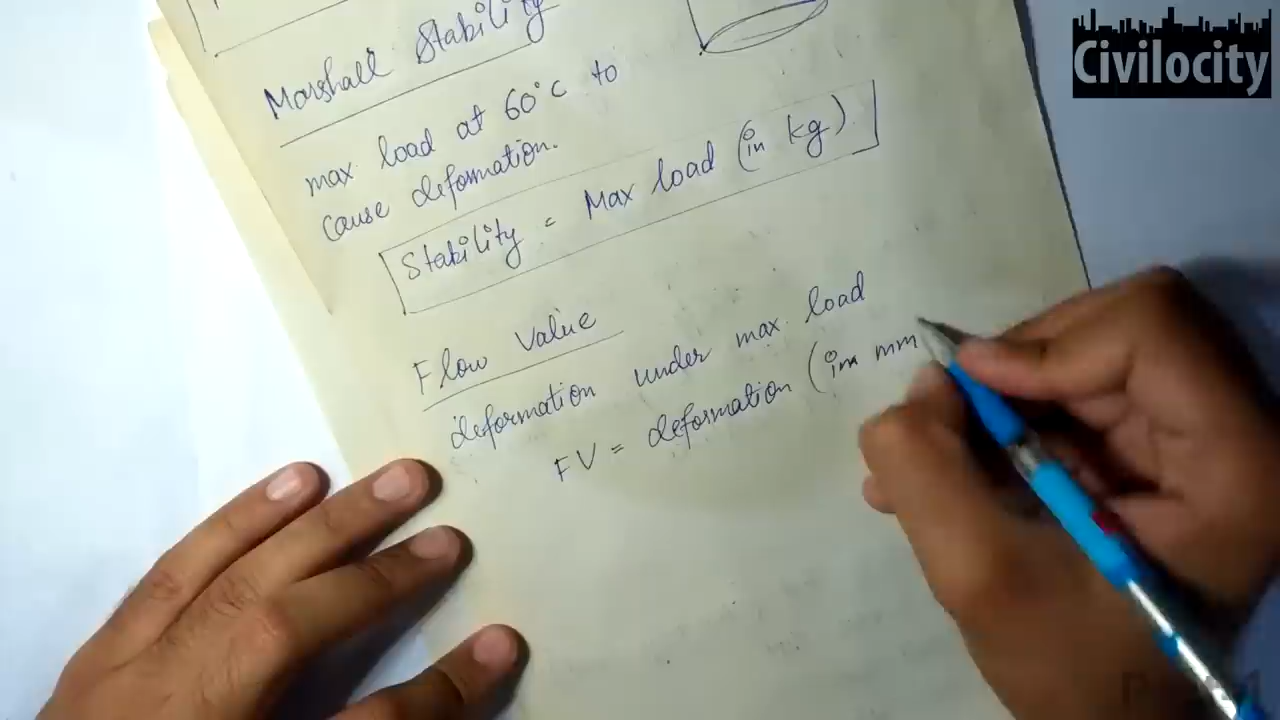 Civilocity
Marshall Stability
max load at 60°C to
cause deformation.
Stability = Max load (in kg)
Flow Value
deformation under max. load
FV = deformation (in mm